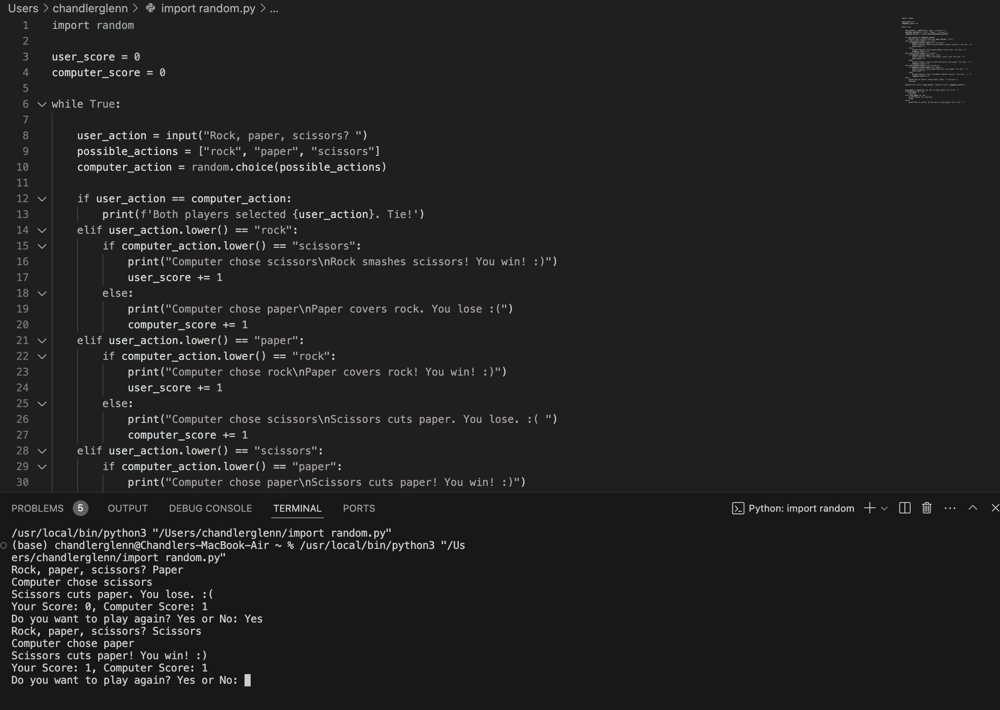 Users > chandlerglenn > import random.py > ...
1 import random
2
3 user_score = 0
4 computer_score = 0
5
6 while True:
7
8 user_action = input("Rock, paper, scissors? ")
9 possible_actions = ["rock", "paper", "scissors"]
10 computer_action = random.choice(possible_actions)
11
12 if user_action == computer_action:
13 print(f'Both players selected {user_action}. Tie!')
14 elif user_action.lower() == "rock":
15 if computer_action.lower() == "scissors":
16 print("Computer chose scissors\nRock smashes scissors! You win! :)")
17 user_score += 1
18 else:
19 print("Computer chose paper\nPaper covers rock. You lose :(")
20 computer_score += 1
21 elif user_action.lower() == "paper":
22 if computer_action.lower() == "rock":
23 print("Computer chose rock\nPaper covers rock! You win! :)")
24 user_score += 1
25 else:
26 print("Computer chose scissors\nScissors cuts paper. You lose. :( ")
27 computer_score += 1
28 elif user_action.lower() == "scissors":
29 if computer_action.lower() == "paper":
30 print("Computer chose paper\nScissors cuts paper! You win! :)")
PROBLEMS 5 OUTPUT DEBUG CONSOLE TERMINAL PORTS Python: import random
/usr/local/bin/python3 "/Users/chandlerglenn/import random.py"
(base) chandlerglenn@Chandlers-MacBook-Air ~ % /usr/local/bin/python3 "/Us
ers/chandlerglenn/import random.py"
Rock, paper, scissors? Paper
Computer chose scissors
Scissors cuts paper. You lose. :(
Your Score: 0, Computer Score: 1
Do you want to play again? Yes or No: Yes
Rock, paper, scissors? Scissors
Computer chose paper
Scissors cuts paper! You win! :)
Your Score: 1, Computer Score: 1
Do you want to play again? Yes or No: